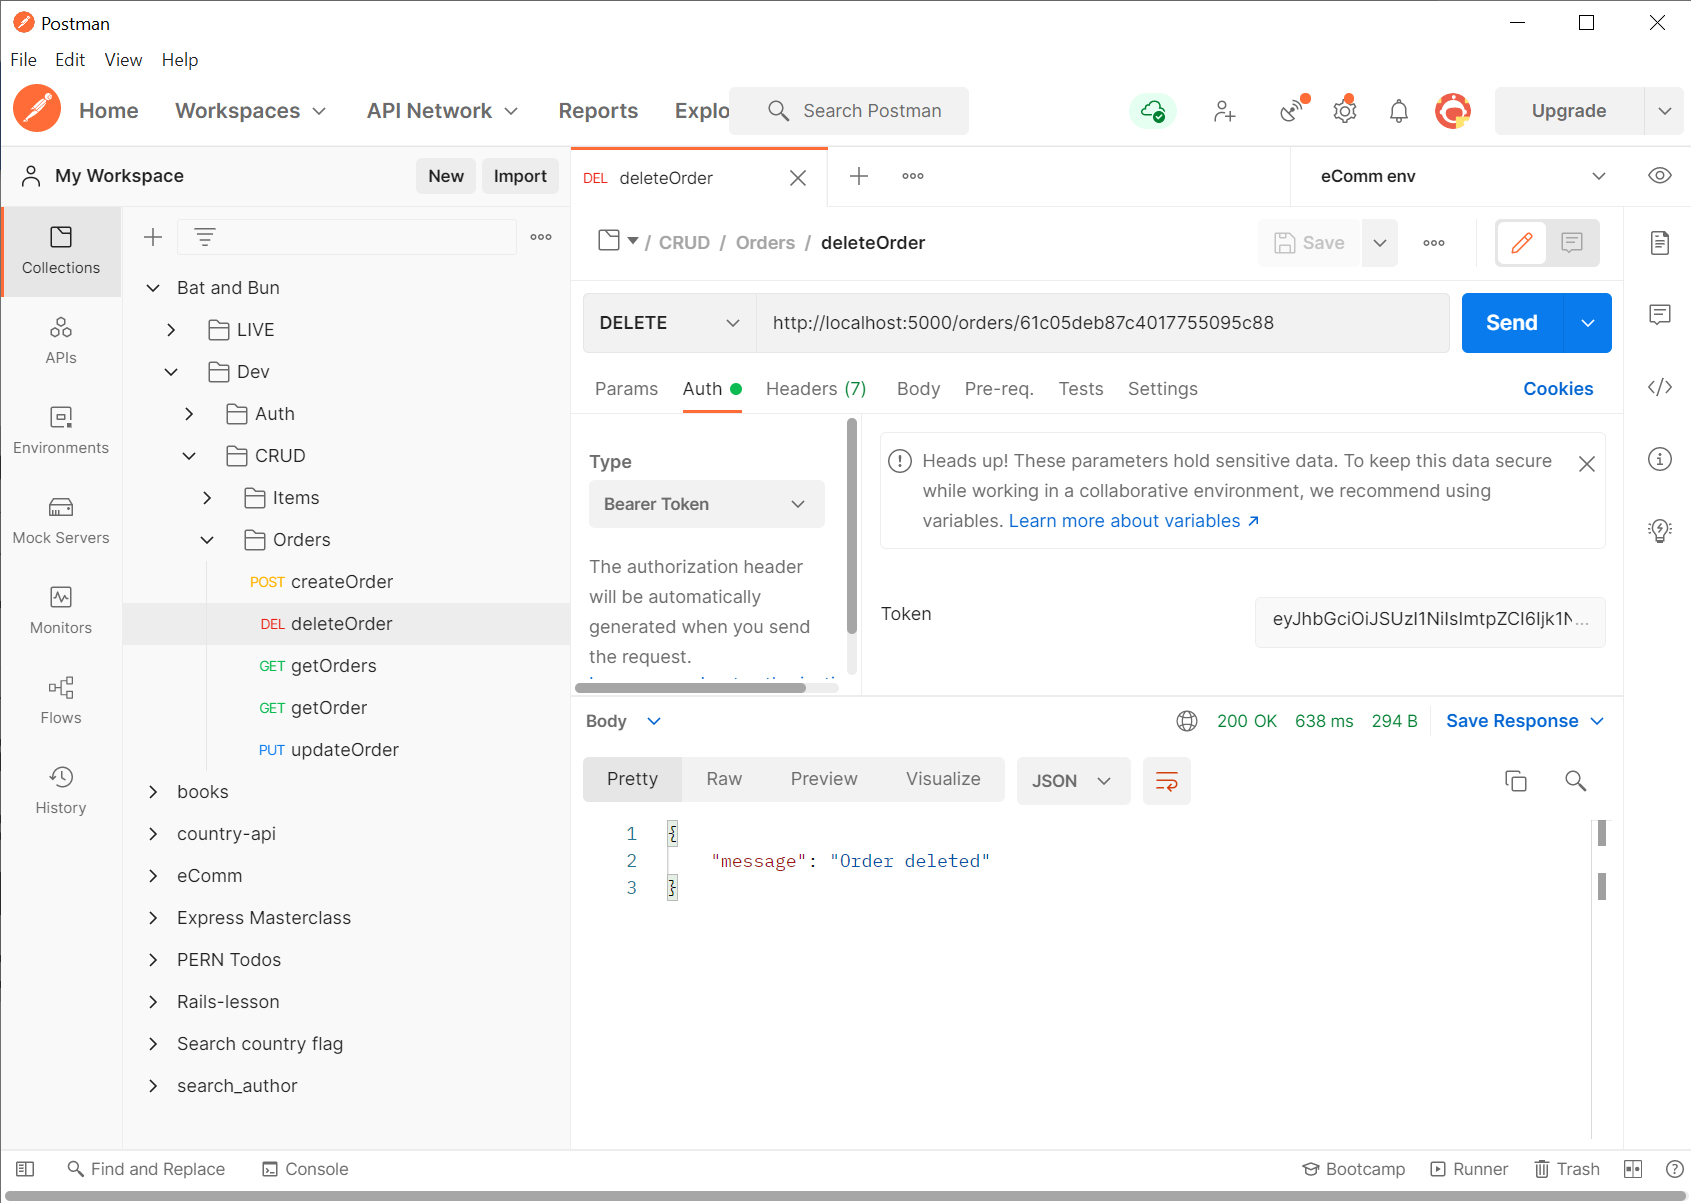 Postman
File Edit View Help
Home Workspaces API Network Reports Explo Search Postman Upgrade
My Workspace New Import
DEL deleteOrder
eComm env
Collections
APIs
Environments
Mock Servers
Monitors
Flows
History
Bat and Bun
LIVE
Dev
Auth
CRUD
Items
Orders
POST createOrder
DEL deleteOrder
GET getOrders
GET getOrder
PUT updateOrder
books
country-api
eComm
Express Masterclass
PERN Todos
Rails-lesson
Search country flag
search_author
/ CRUD / Orders / deleteOrder Save
DELETE http://localhost:5000/orders/61c05deb87c4017755095c88 Send
Params Auth Headers (7) Body Pre-req. Tests Settings Cookies
Type
Bearer Token
The authorization header
will be automatically
generated when you send
the request.
Heads up! These parameters hold sensitive data. To keep this data secure
while working in a collaborative environment, we recommend using
variables. Learn more about variables
Token
Body 200 OK 638 ms 294 B Save Response
Pretty Raw Preview Visualize JSON
1 {
2 "message": "Order deleted"
3 }
Find and Replace Console Bootcamp Runner Trash